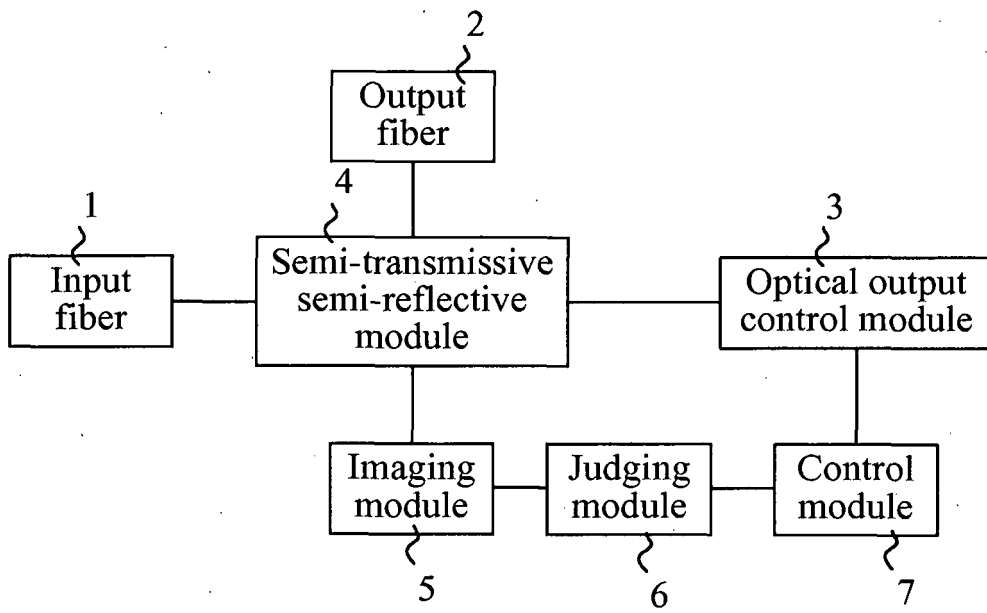 2
Output
fiber
4
1
3
Input
fiber
Semi-transmissive
semi-reflective
module
Optical output
control module
Imaging
module
Judging
module
Control
module
5
6
7